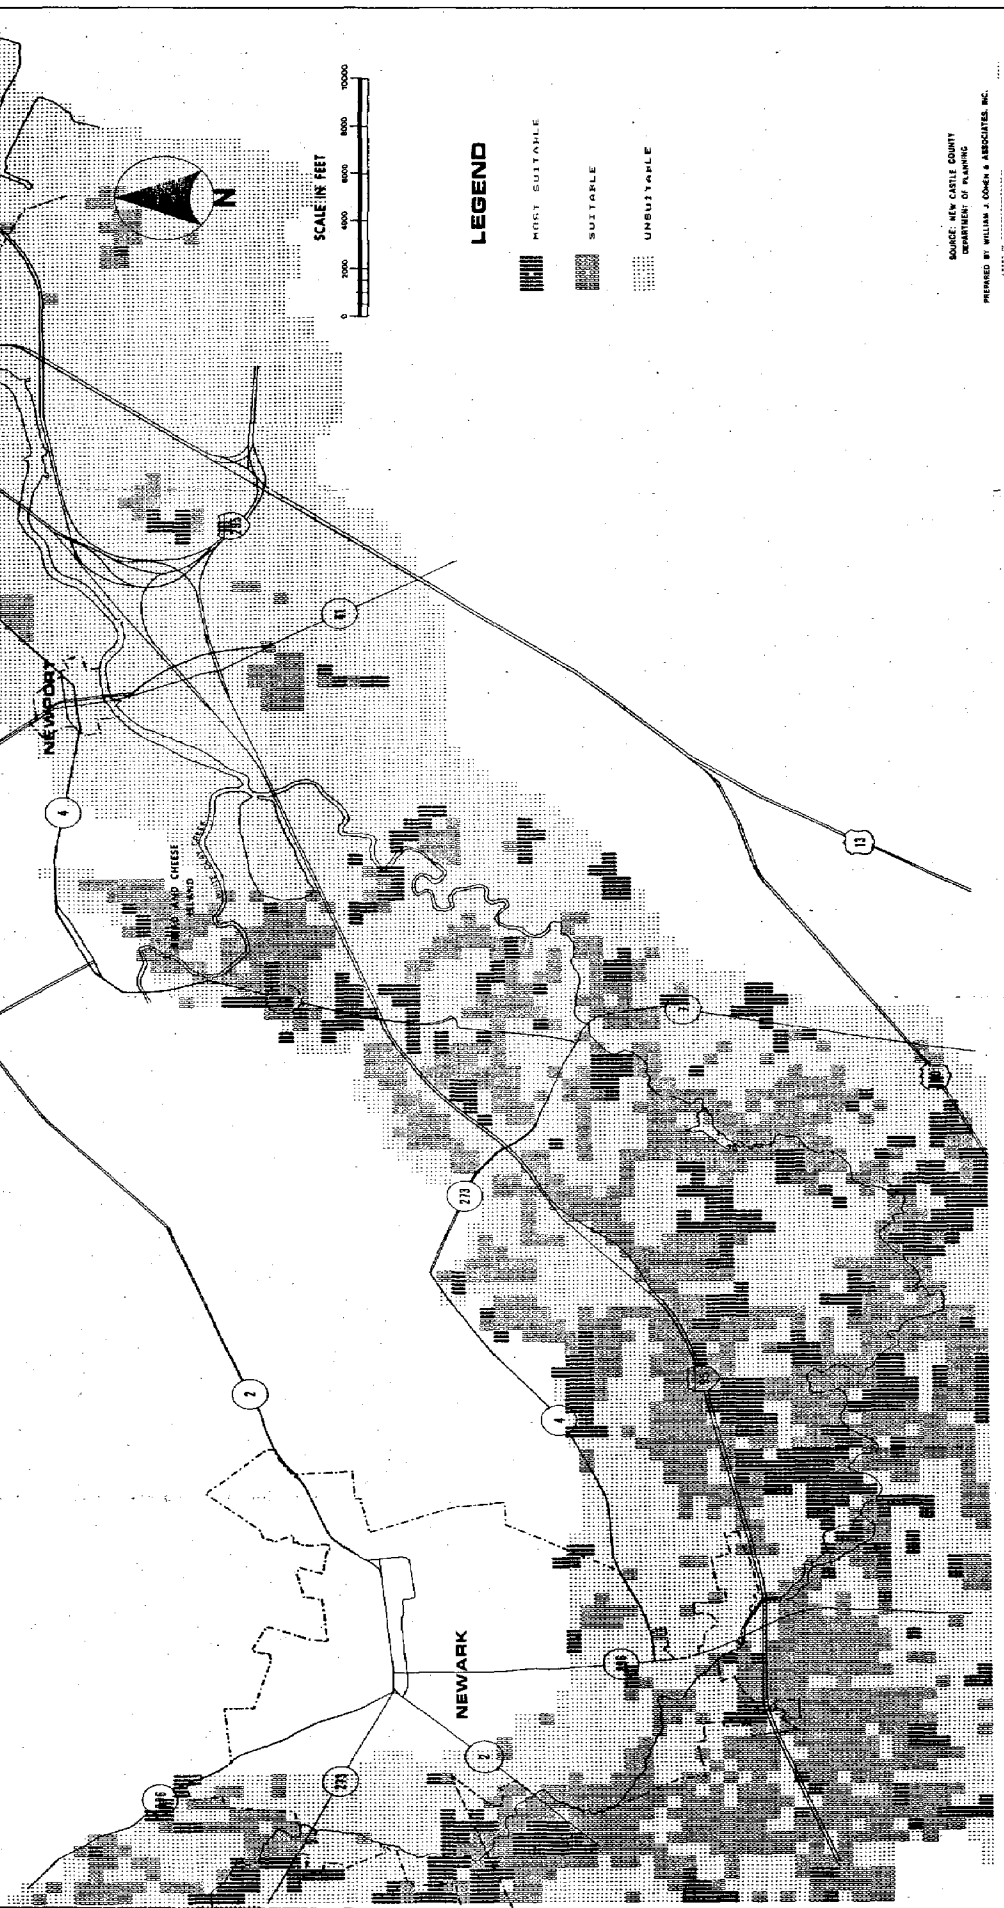 N
SCALE IN FEET
0 2000 4000 6000 8000 10000
LEGEND
MOST SUITABLE
SUITABLE
UNSUITABLE
SOURCE: NEW CASTLE COUNTY
DEPARTMENT OF PLANNING
PREPARED BY WILLIAM J. COHEN & ASSOCIATES, INC.
NEWPORT
4
41
13
BREAD AND CHEESE
ISLAND
7
273
2
4
NEWARK
896
2
273
896